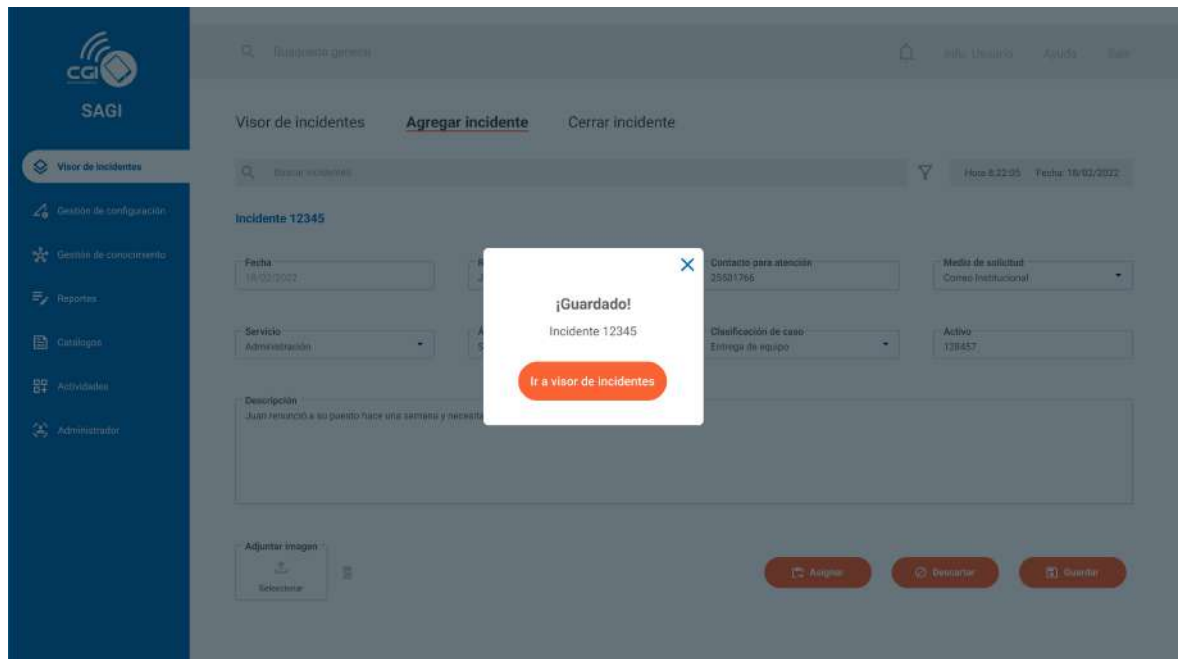 CGI
Búsqueda general
Info. Usuario Ayuda Salir
SAGI
Visor de incidentes Agregar incidente Cerrar incidente
Visor de incidentes
Buscar incidentes
Hora 8:22:05 Fecha: 18/02/2022
Gestión de configuración
Incidente 12345
Gestión de conocimiento
Fecha
18/02/2022
Contacto para atención
25501766
Medio de solicitud
Correo Institucional
Reportes
¡Guardado!
Incidente 12345
Servicio
Administración
Clasificación de caso
Entrega de equipo
Activo
128457
Catálogos
Ir a visor de incidentes
Actividades
Descripción
Juan renunció a su puesto hace una semana y necesita
Administrador
Adjuntar imagen
Seleccionar
Asignar
Descartar
Guardar